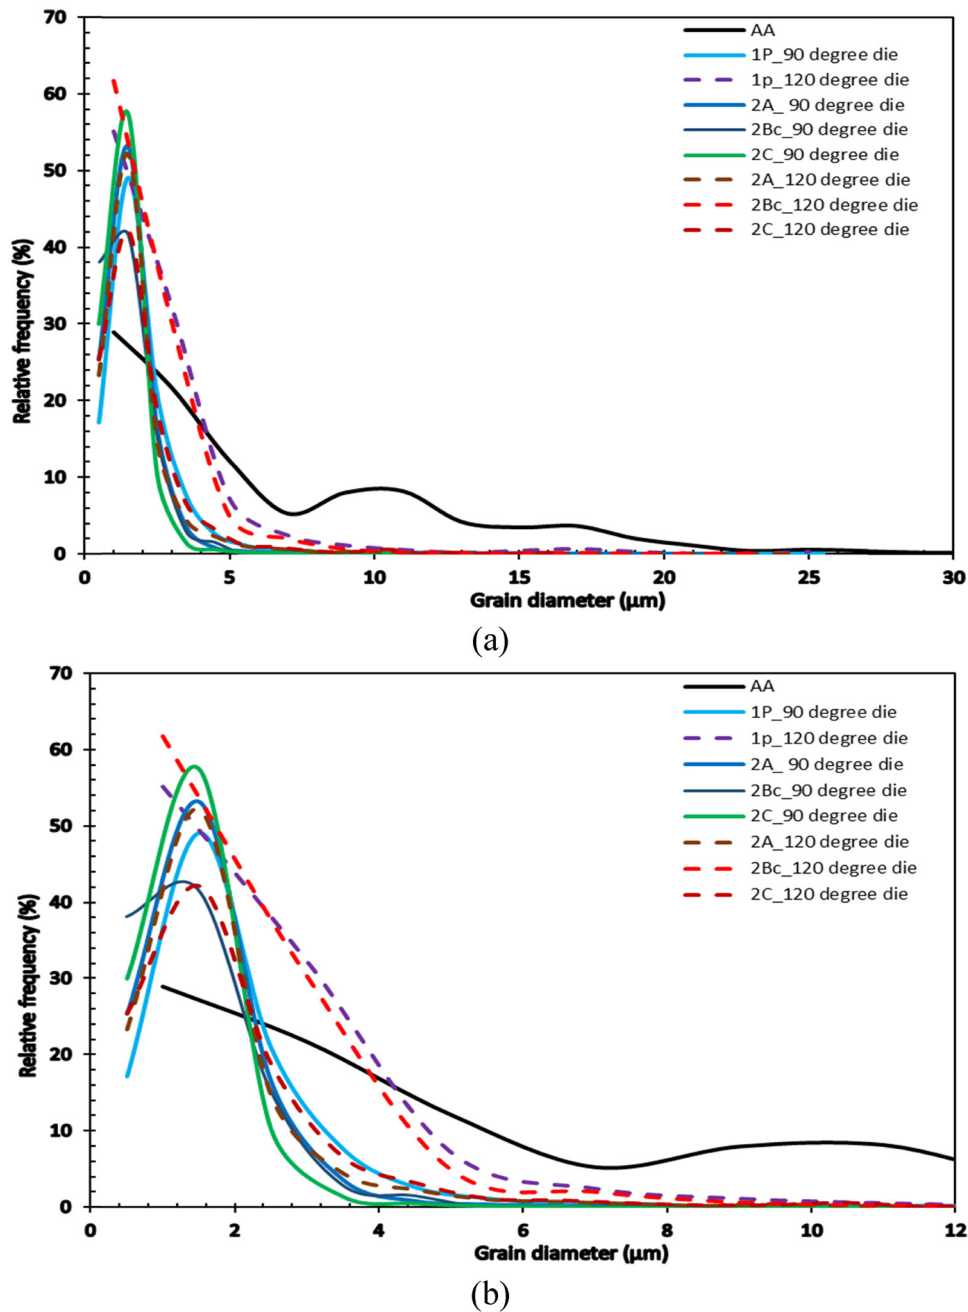 70
60
50
40
30
20
10
0
Relative frequency (%)
AA
1P_90 degree die
1p_120 degree die
2A_ 90 degree die
2Bc_90 degree die
2C_90 degree die
2A_120 degree die
2Bc_120 degree die
2C_120 degree die
0 5 10 15 20 25 30
Grain diameter (μm)
(a)
70
60
50
40
30
20
10
0
Relative frequency (%)
AA
1P_90 degree die
1p_120 degree die
2A_ 90 degree die
2Bc_90 degree die
2C_90 degree die
2A_120 degree die
2Bc_120 degree die
2C_120 degree die
0 2 4 6 8 10 12
Grain diameter (μm)
(b)